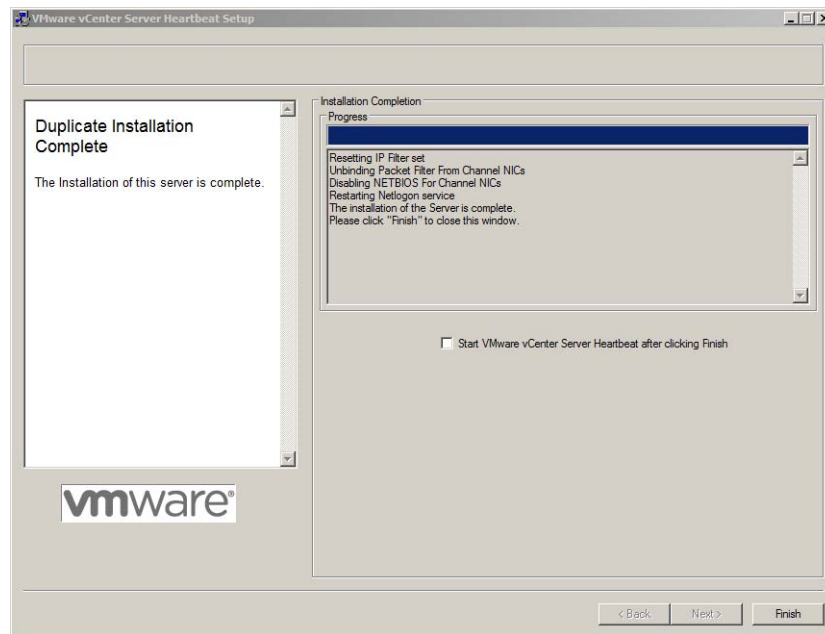 VMware vCenter Server Heartbeat Setup
Duplicate Installation
Complete
The Installation of this server is complete.
Installation Completion
Progress
Resetting IP Filter set
Unbinding Packet Filter From Channel NICs
Disabling NETBIOS For Channel NICs
Restarting Netlogon service
The installation of the Server is complete.
Please click "Finish" to close this window.
Start VMware vCenter Server Heartbeat after clicking Finish
vmware®
< Back
Next >
Finish